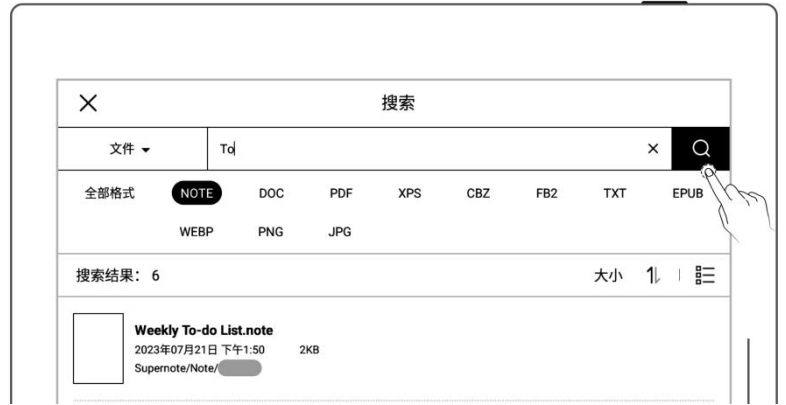 搜索
文件 To
全部格式 NOTE DOC PDF XPS CBZ FB2 TXT EPUB
WEBP PNG JPG
搜索结果： 6 大小
Weekly To-do List.note
2023年07月21日 下午1:50 2KB
Supernote/Note/